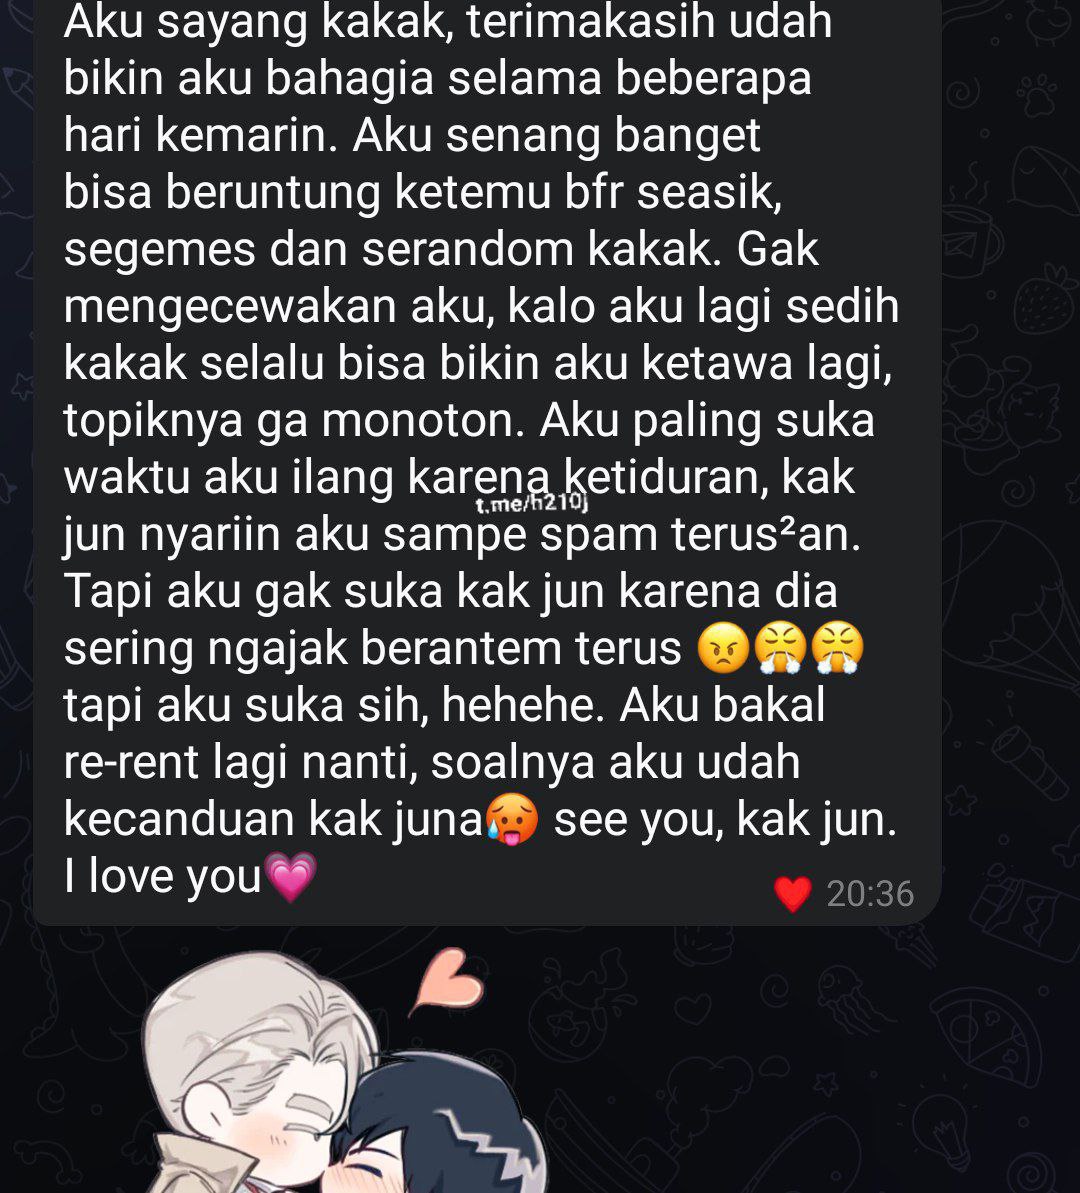 Aku sayang kakak, terimakasih udah
bikin aku bahagia selama beberapa
hari kemarin. Aku senang banget
bisa beruntung ketemu bfr seasik,
segemes dan serandom kakak. Gak
mengecewakan aku, kalo aku lagi sedih
kakak selalu bisa bikin aku ketawa lagi,
topiknya ga monoton. Aku paling suka
waktu aku ilang karena ketiduran, kak
t.me/h210j
jun nyariin aku sampe spam terus²an.
Tapi aku gak suka kak jun karena dia
sering ngajak berantem terus 😠😤😤
tapi aku suka sih, hehehe. Aku bakal
re-rent lagi nanti, soalnya aku udah
kecanduan kak juna🥵 see you, kak jun.
I love you💗
❤️ 20:36